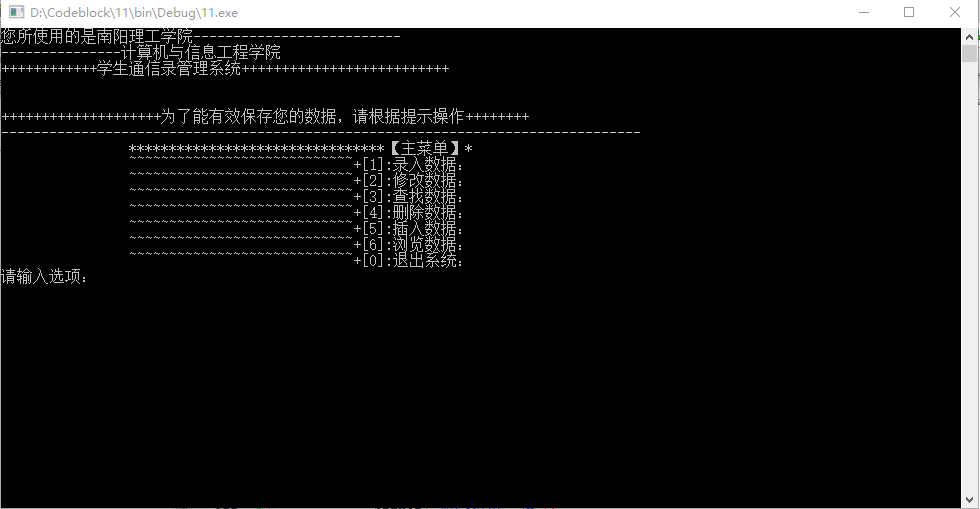 D:\Codeblock\11\bin\Debug\11.exe
您所使用的是南阳理工学院--------------------------
---------------计算机与信息工程学院
++++++++++++学生通信录管理系统++++++++++++++++++++++++++
++++++++++++++++++++为了能有效保存您的数据，请根据提示操作++++++++
--------------------------------------------------------------------------------
********************************【主菜单】*
~~~~~~~~~~~~~~~~~~~~~~~~~~~~+[1]:录入数据：
~~~~~~~~~~~~~~~~~~~~~~~~~~~~+[2]:修改数据：
~~~~~~~~~~~~~~~~~~~~~~~~~~~~+[3]:查找数据：
~~~~~~~~~~~~~~~~~~~~~~~~~~~~+[4]:删除数据：
~~~~~~~~~~~~~~~~~~~~~~~~~~~~+[5]:插入数据：
~~~~~~~~~~~~~~~~~~~~~~~~~~~~+[6]:浏览数据：
~~~~~~~~~~~~~~~~~~~~~~~~~~~~+[0]:退出系统：
请输入选项：